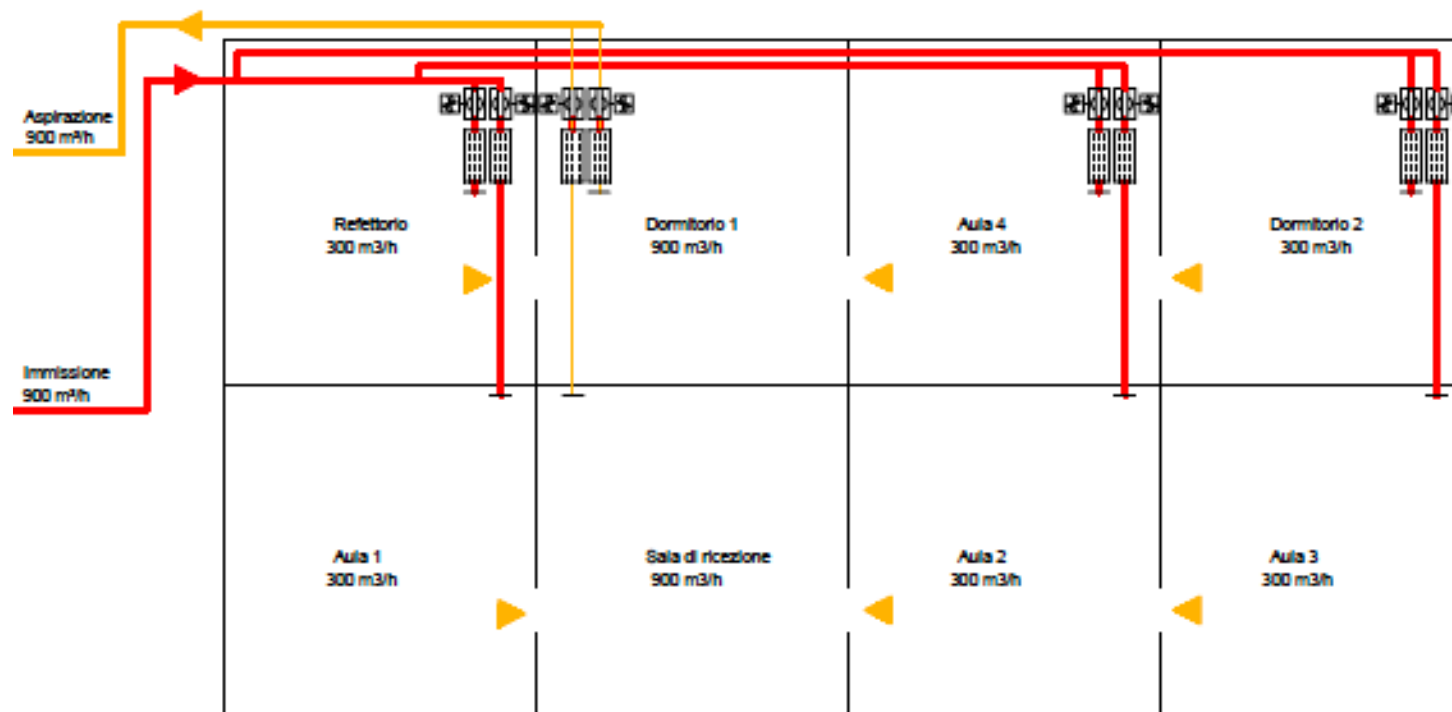 Aspirazione
900 m³/h
Refettorio
300 m3/h
Dormitorio 1
900 m3/h
Aula 4
300 m3/h
Dormitorio 2
300 m3/h
Immissione
900 m³/h
Aula 1
300 m3/h
Sala di ricezione
900 m3/h
Aula 2
300 m3/h
Aula 3
300 m3/h